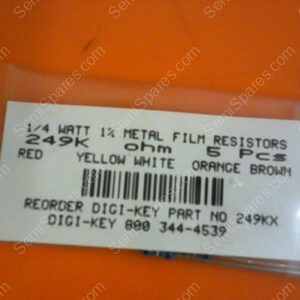 1/4 WATT 1% METAL FILM RESISTORS
249K ohm 5 Pcs
RED YELLOW WHITE ORANGE BROWN
REORDER DIGI-KEY PART NO 249KX
DIGI-KEY 800 344-4539